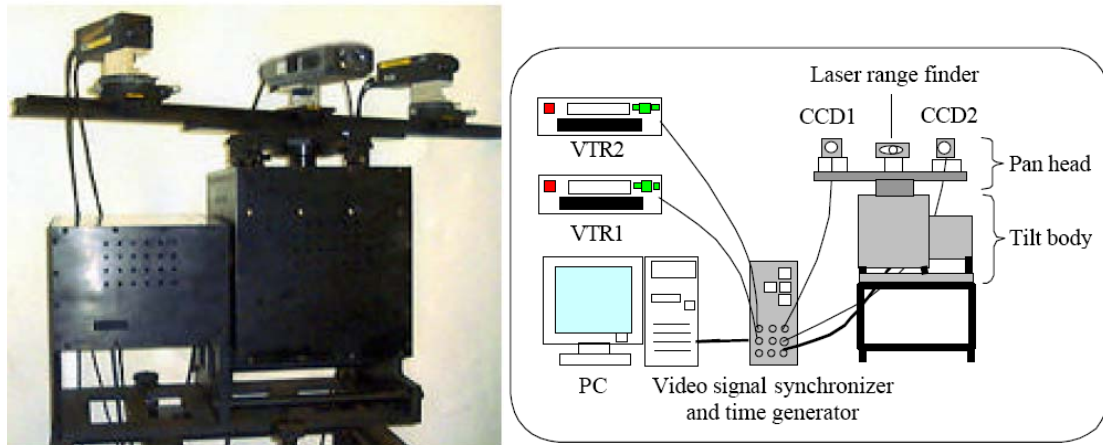 Laser range finder
CCD1
CCD2
Pan head
VTR2
VTR1
Tilt body
PC
Video signal synchronizer
and time generator